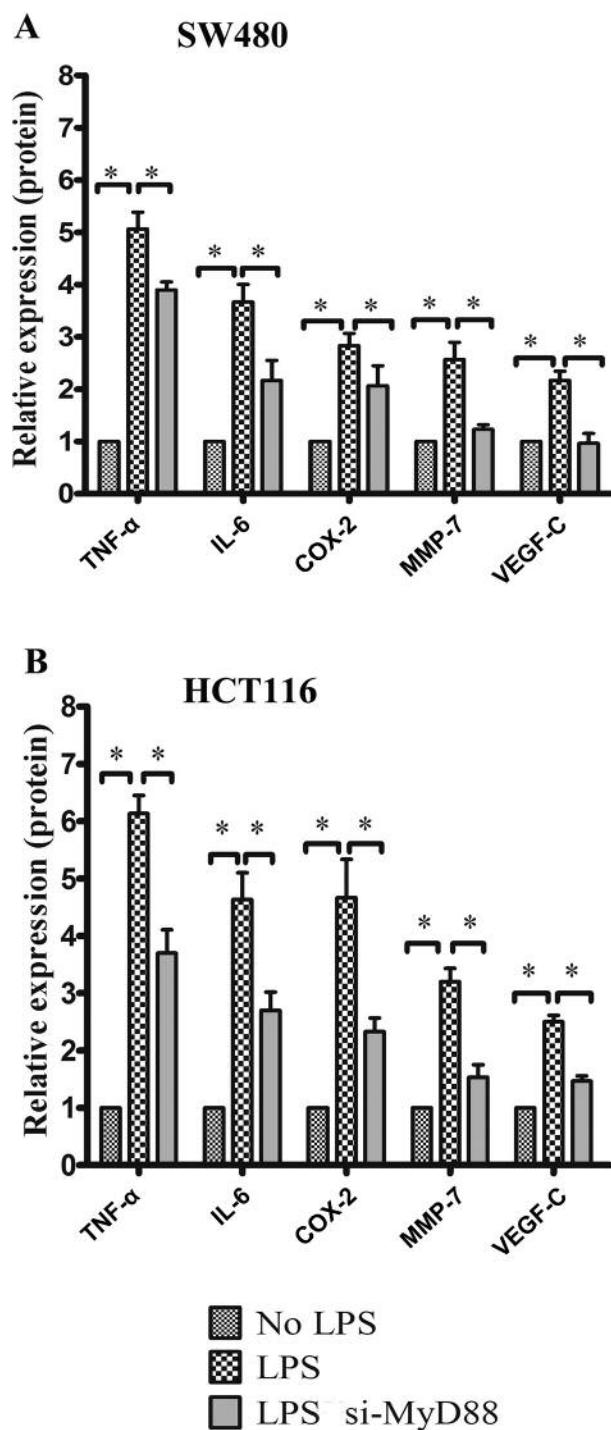 A
SW480
Relative expression (protein)
8
7
6
5
4
3
2
1
0
* *
* *
* *
* *
* *
TNF-α
IL-6
COX-2
MMP-7
VEGF-C
B
HCT116
Relative expression (protein)
8
7
6
5
4
3
2
1
0
* *
* *
* *
* *
* *
TNF-α
IL-6
COX-2
MMP-7
VEGF-C
No LPS
LPS
LPS si-MyD88